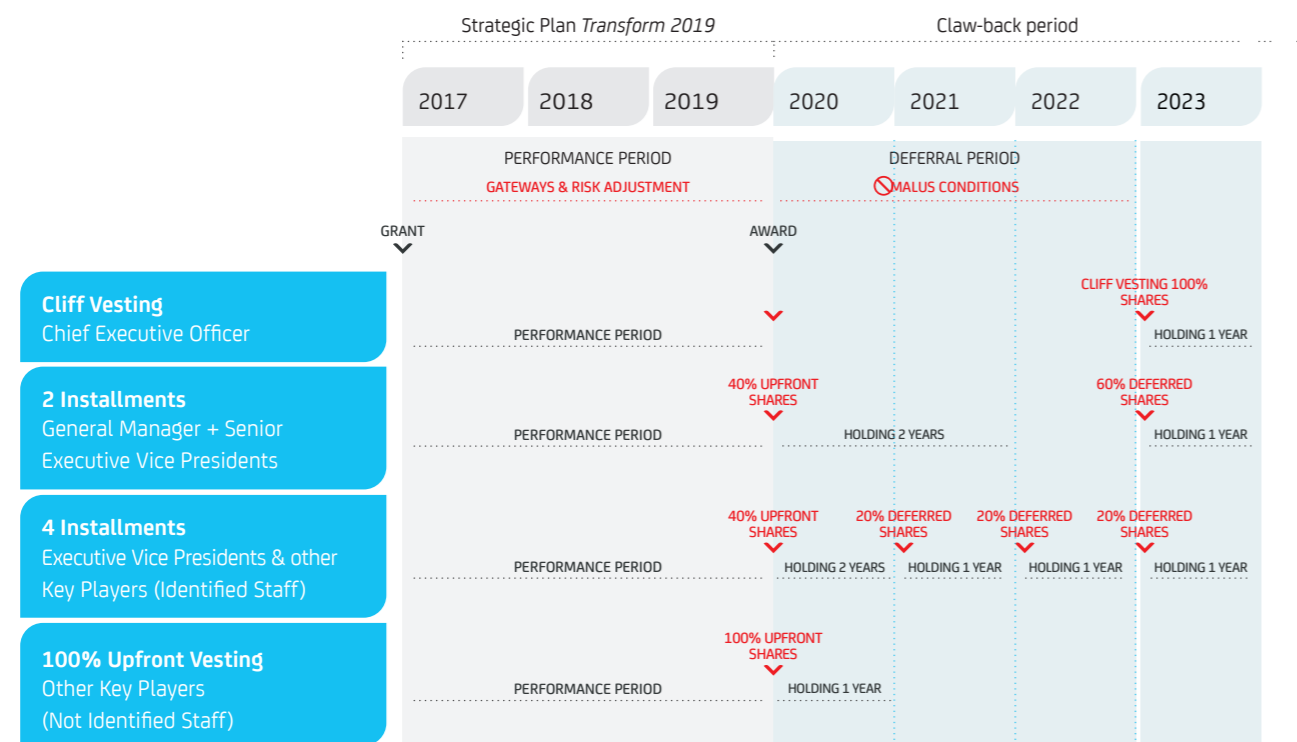 Strategic Plan Transform 2019
Claw-back period
2017
2018
2019
2020
2021
2022
2023
PERFORMANCE PERIOD
DEFERRAL PERIOD
GATEWAYS & RISK ADJUSTMENT
MALUS CONDITIONS
GRANT
AWARD
Cliff Vesting
Chief Executive Officer
PERFORMANCE PERIOD
CLIFF VESTING 100%
SHARES
HOLDING 1 YEAR
2 Installments
General Manager + Senior
Executive Vice Presidents
PERFORMANCE PERIOD
40% UPFRONT
SHARES
HOLDING 2 YEARS
60% DEFERRED
SHARES
HOLDING 1 YEAR
4 Installments
Executive Vice Presidents & other
Key Players (Identified Staff)
PERFORMANCE PERIOD
40% UPFRONT
SHARES
HOLDING 2 YEARS
20% DEFERRED
SHARES
HOLDING 1 YEAR
20% DEFERRED
SHARES
HOLDING 1 YEAR
20% DEFERRED
SHARES
HOLDING 1 YEAR
100% Upfront Vesting
Other Key Players
(Not Identified Staff)
PERFORMANCE PERIOD
100% UPFRONT
SHARES
HOLDING 1 YEAR